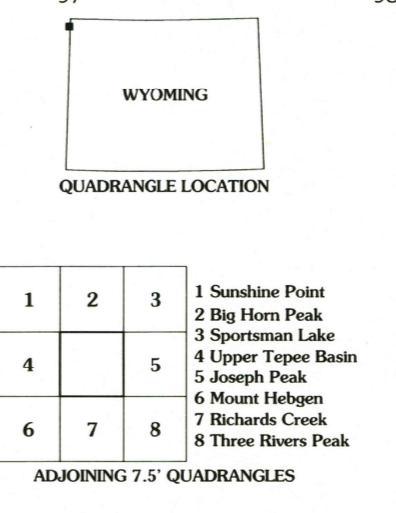 WYOMING
QUADRANGLE LOCATION
1 2 3
4 5
6 7 8
1 Sunshine Point
2 Big Horn Peak
3 Sportsman Lake
4 Upper Tepee Basin
5 Joseph Peak
6 Mount Hebgen
7 Richards Creek
8 Three Rivers Peak
ADJOINING 7.5' QUADRANGLES